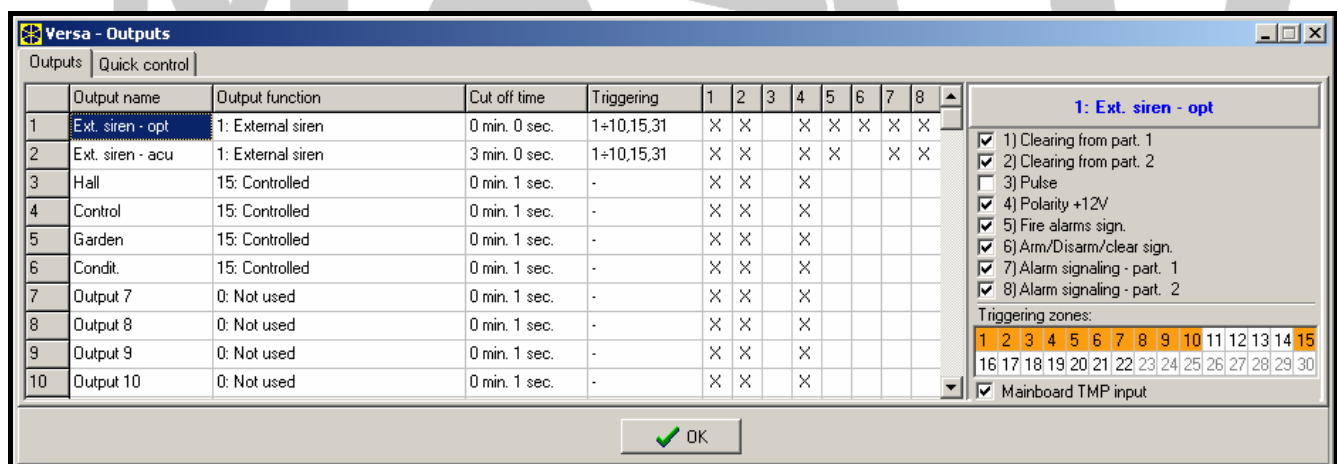 Versa - Outputs
Outputs Quick control
Output name Output function Cut off time Triggering 1 2 3 4 5 6 7 8
1 Ext. siren - opt 1: External siren 0 min. 0 sec. 1÷10,15,31 X X X X X X X
2 Ext. siren - acu 1: External siren 3 min. 0 sec. 1÷10,15,31 X X X X X X
3 Hall 15: Controlled 0 min. 1 sec. - X X X
4 Control 15: Controlled 0 min. 1 sec. - X X X
5 Garden 15: Controlled 0 min. 1 sec. - X X X
6 Condit. 15: Controlled 0 min. 1 sec. - X X X
7 Output 7 0: Not used 0 min. 1 sec. - X X X
8 Output 8 0: Not used 0 min. 1 sec. - X X X
9 Output 9 0: Not used 0 min. 1 sec. - X X X
10 Output 10 0: Not used 0 min. 1 sec. - X X X
1: Ext. siren - opt
1) Clearing from part. 1
2) Clearing from part. 2
3) Pulse
4) Polarity +12V
5) Fire alarms sign.
6) Arm/Disarm/clear sign.
7) Alarm signaling - part. 1
8) Alarm signaling - part. 2
Triggering zones:
1 2 3 4 5 6 7 8 9 10 11 12 13 14 15
16 17 18 19 20 21 22 23 24 25 26 27 28 29 30
Mainboard TMP input
OK